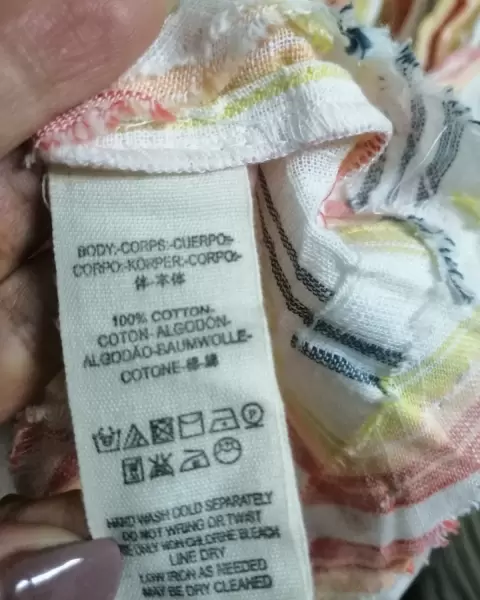 BODY:-CORPS:-CUERPO:-
CORPO:-KÖRPER:-CORPO:-
体-本体
100% COTTON-
COTON-ALGODÓN-
ALGODÃO-BAUMWOLLE-
COTONE-棉-綿
HAND WASH COLD SEPARATELY
DO NOT WRING OR TWIST
ONLY NON-CHLORINE BLEACH
LINE DRY
LOW IRON AS NEEDED
MAY BE DRY CLEANED